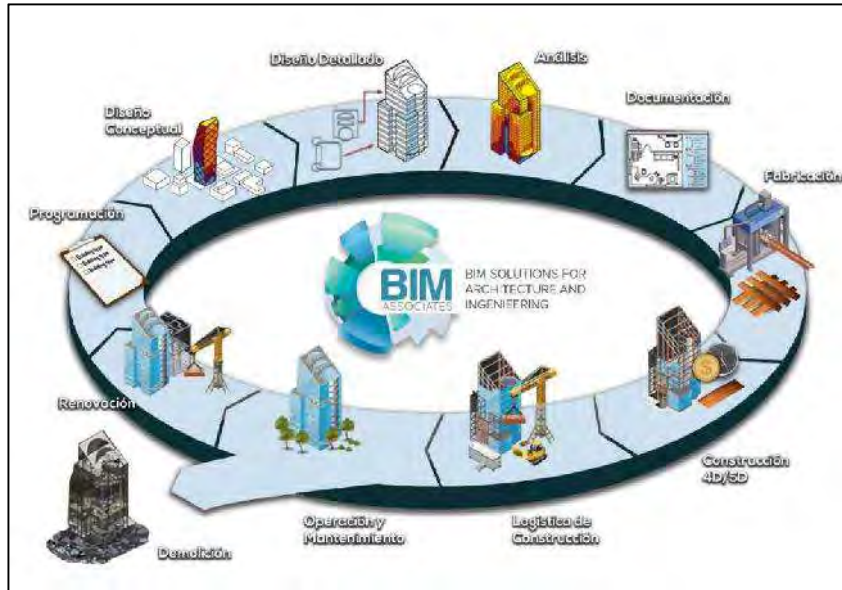 Diseño Detallado
Análisis
Documentación
Diseño
Conceptual
Fabricación
Programación
BIM
ASSOCIATES
BIM SOLUTIONS FOR
ARCHITECTURE AND
INGENIEERING
Renovación
Construcción
4D/5D
Operación y
Mantenimiento
Logística de
Construcción
Demolición